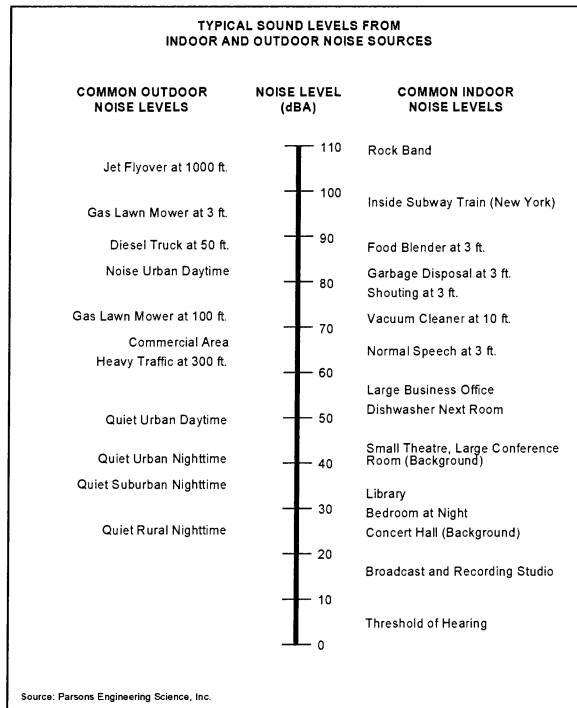 TYPICAL SOUND LEVELS FROM
INDOOR AND OUTDOOR NOISE SOURCES
COMMON OUTDOOR
NOISE LEVELS
NOISE LEVEL
(dBA)
COMMON INDOOR
NOISE LEVELS
110
Rock Band
Jet Flyover at 1000 ft.
100
Inside Subway Train (New York)
Gas Lawn Mower at 3 ft.
90
Diesel Truck at 50 ft.
Food Blender at 3 ft.
Noise Urban Daytime
Garbage Disposal at 3 ft.
80
Shouting at 3 ft.
Gas Lawn Mower at 100 ft.
Vacuum Cleaner at 10 ft.
70
Commercial Area
Normal Speech at 3 ft.
Heavy Traffic at 300 ft.
60
Large Business Office
Dishwasher Next Room
Quiet Urban Daytime
50
Small Theatre, Large Conference
Room (Background)
Quiet Urban Nighttime
40
Quiet Suburban Nighttime
Library
30
Bedroom at Night
Quiet Rural Nighttime
Concert Hall (Background)
20
Broadcast and Recording Studio
10
Threshold of Hearing
0
Source: Parsons Engineering Science, Inc.